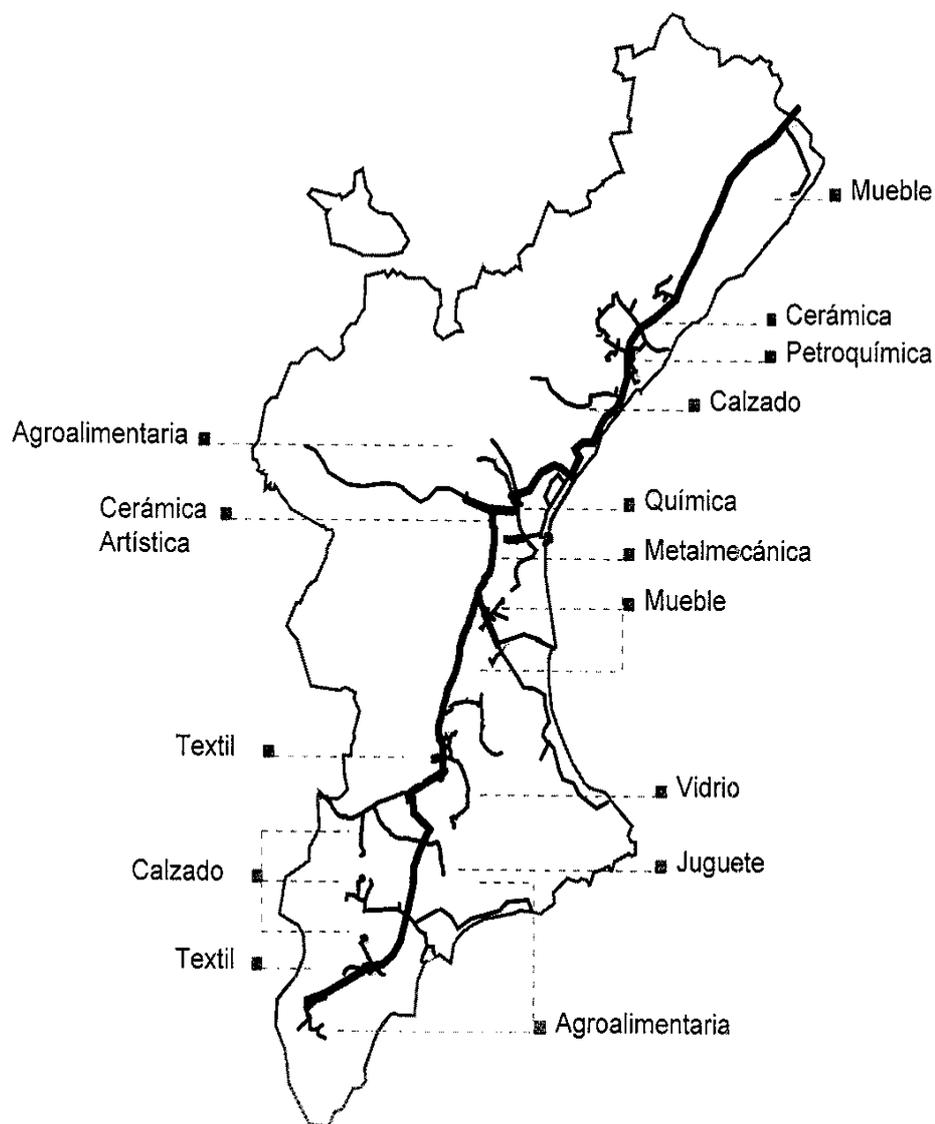 Mueble
Cerámica
Petroquímica
Calzado
Agroalimentaria
Química
Cerámica
Artística
Metalmecánica
Mueble
Textil
Vidrio
Juguete
Calzado
Textil
Agroalimentaria